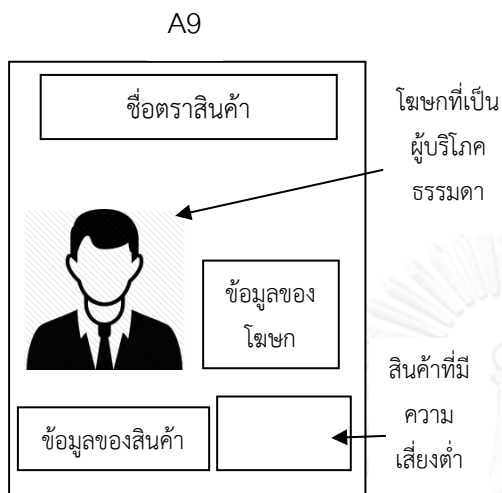 A9
ชื่อตราสินค้า
โฆษกที่เป็น
ผู้บริโภค
ธรรมดา
ข้อมูลของ
โฆษก
สินค้าที่มี
ความ
เสี่ยงต่ำ
ข้อมูลของสินค้า